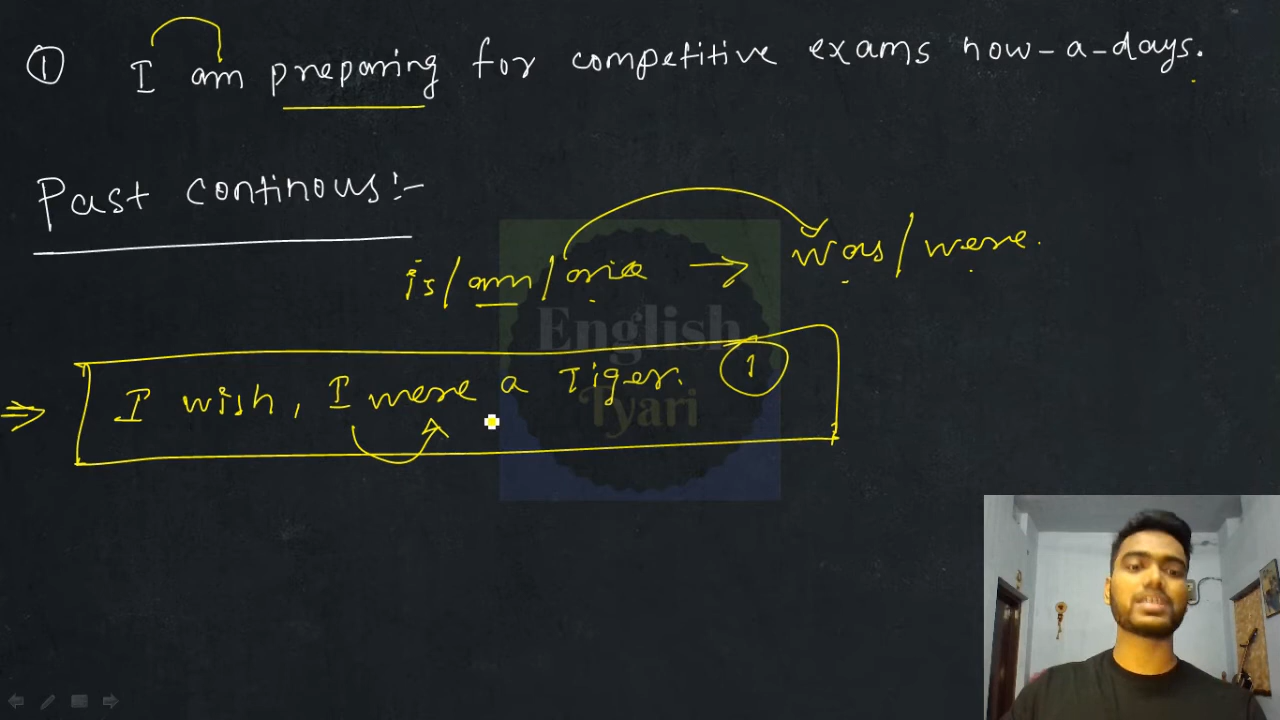 ① I am preparing for competitive exams now-a-days.
Past continous:-
is/am/are → was/were.
⇒ I wish, I were a Tiger. ①
English
Tyari